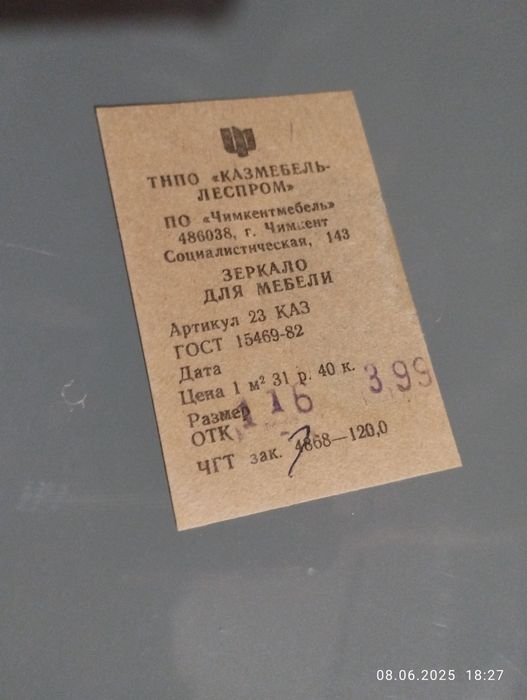 ТНПО «КАЗМЕБЕЛЬ-
ЛЕСПРОМ»
ПО «Чимкентмебель»
486038, г. Чимкент
Социалистическая, 143
ЗЕРКАЛО
ДЛЯ МЕБЕЛИ
Артикул 23 КАЗ
ГОСТ 15469-82
Дата
Цена 1 м² 31 р. 40 к. 3 99
Размер 116
ОТК
ЧГТ зак. 4868—120,0
08.06.2025 18:27